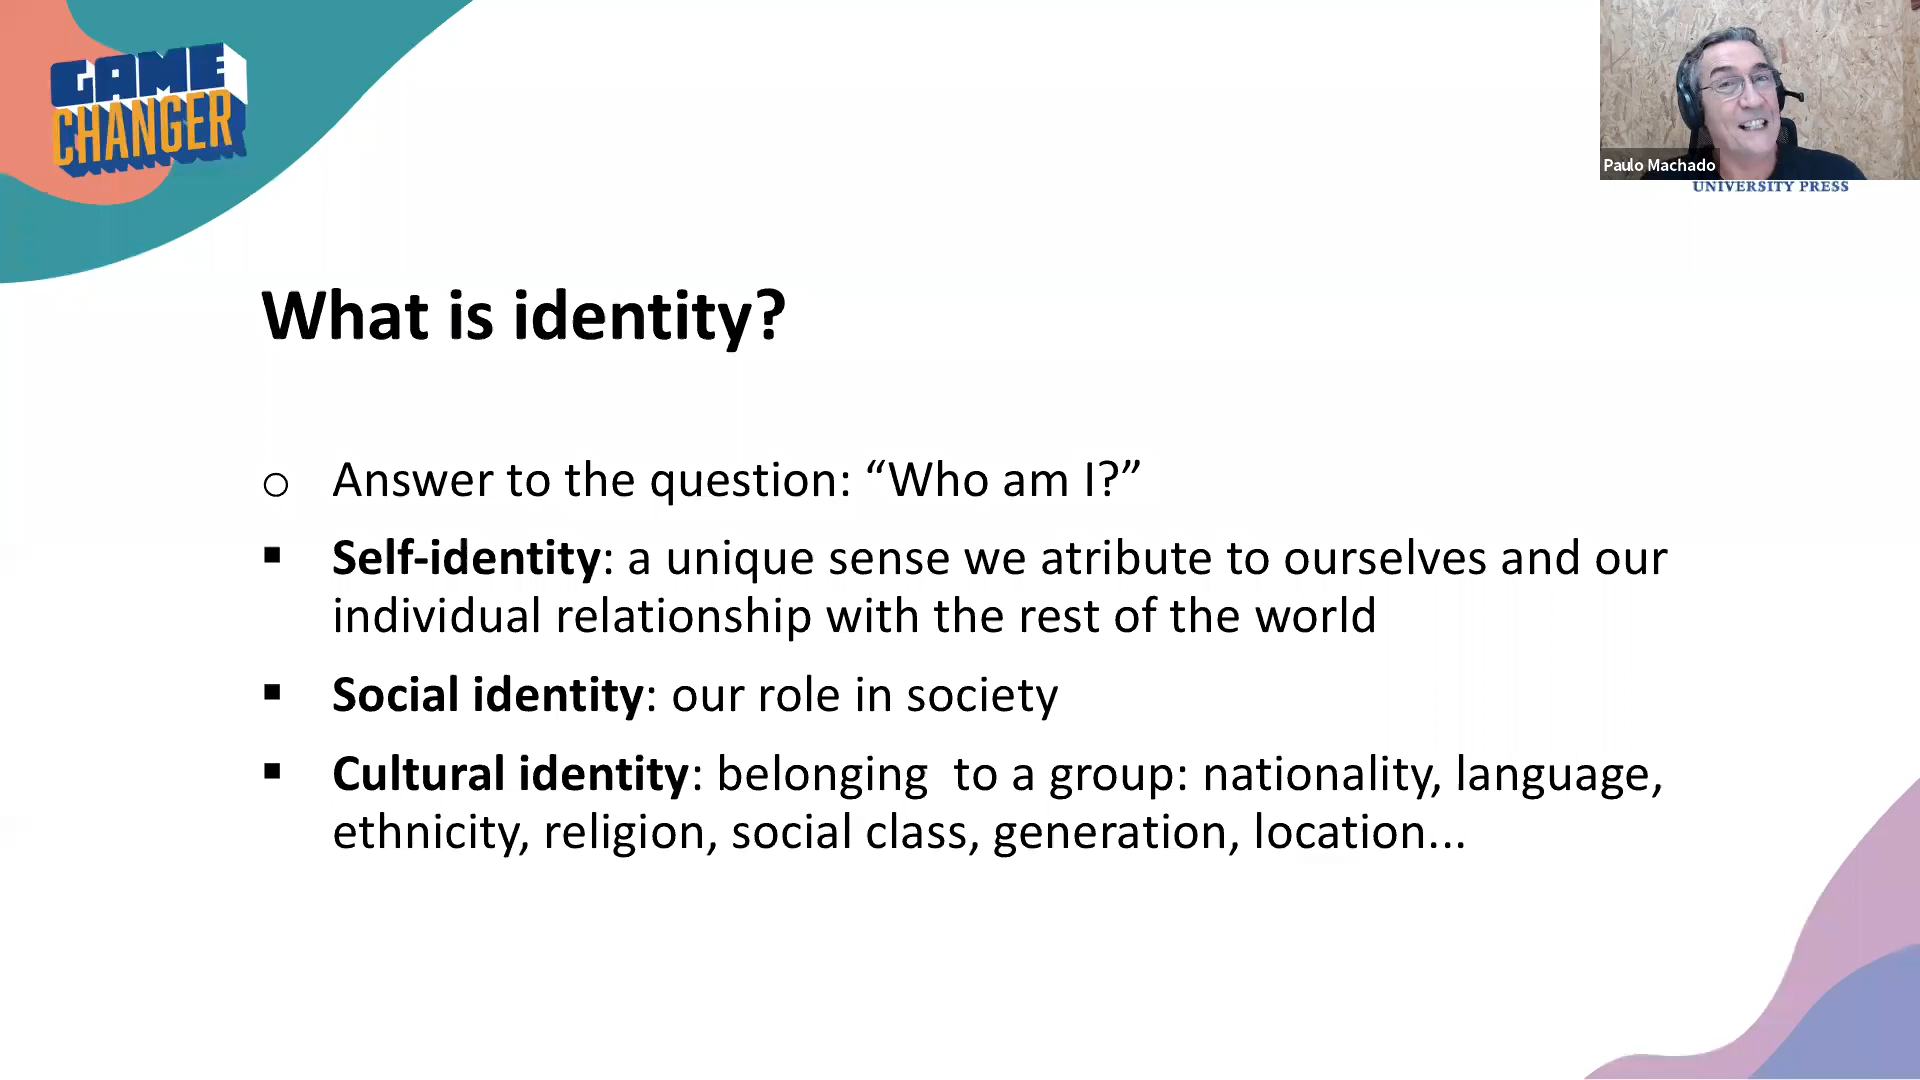 GAME
CHANGER
Paulo Machado
UNIVERSITY PRESS
What is identity?
o Answer to the question: “Who am I?”
▪ Self-identity: a unique sense we atribute to ourselves and our
individual relationship with the rest of the world
▪ Social identity: our role in society
▪ Cultural identity: belonging  to a group: nationality, language,
ethnicity, religion, social class, generation, location...